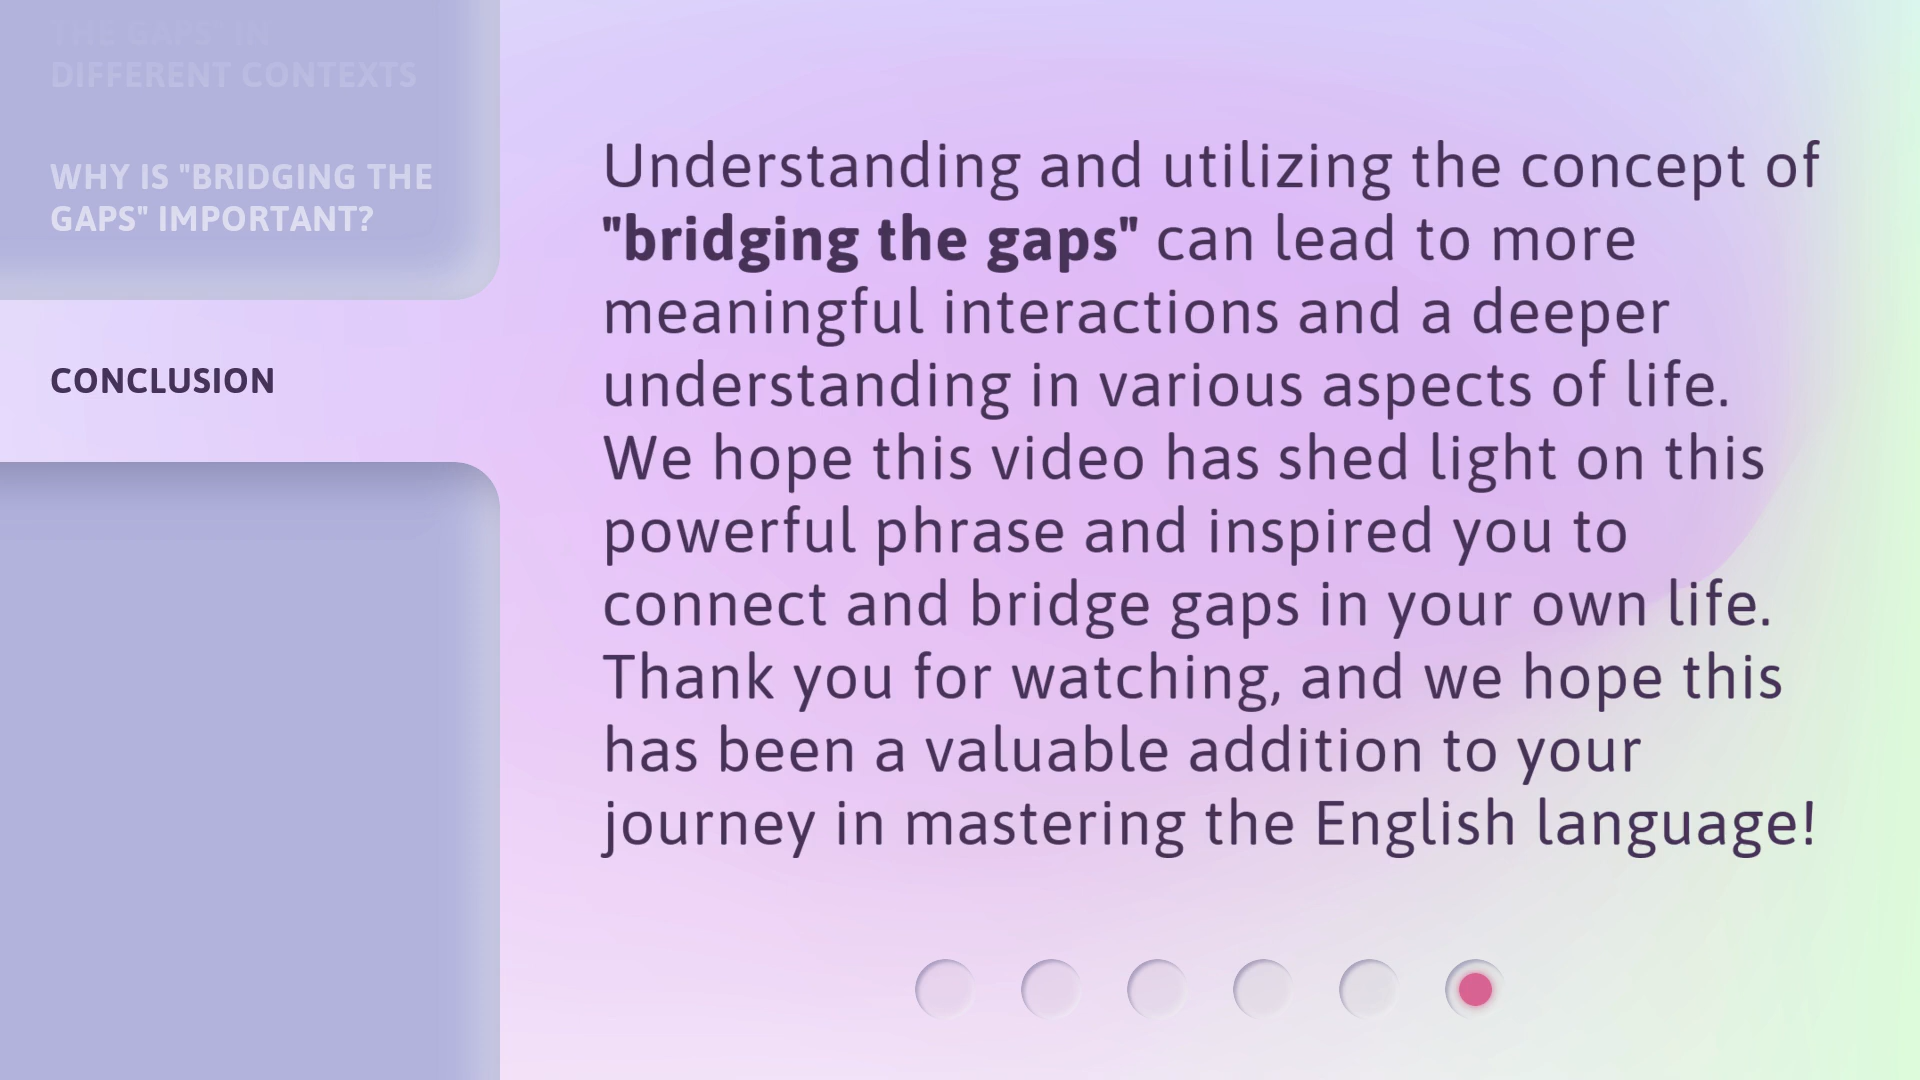 THE GAPS" IN
DIFFERENT CONTEXTS
WHY IS "BRIDGING THE
GAPS" IMPORTANT?
CONCLUSION
Understanding and utilizing the concept of
"bridging the gaps" can lead to more
meaningful interactions and a deeper
understanding in various aspects of life.
We hope this video has shed light on this
powerful phrase and inspired you to
connect and bridge gaps in your own life.
Thank you for watching, and we hope this
has been a valuable addition to your
journey in mastering the English language!